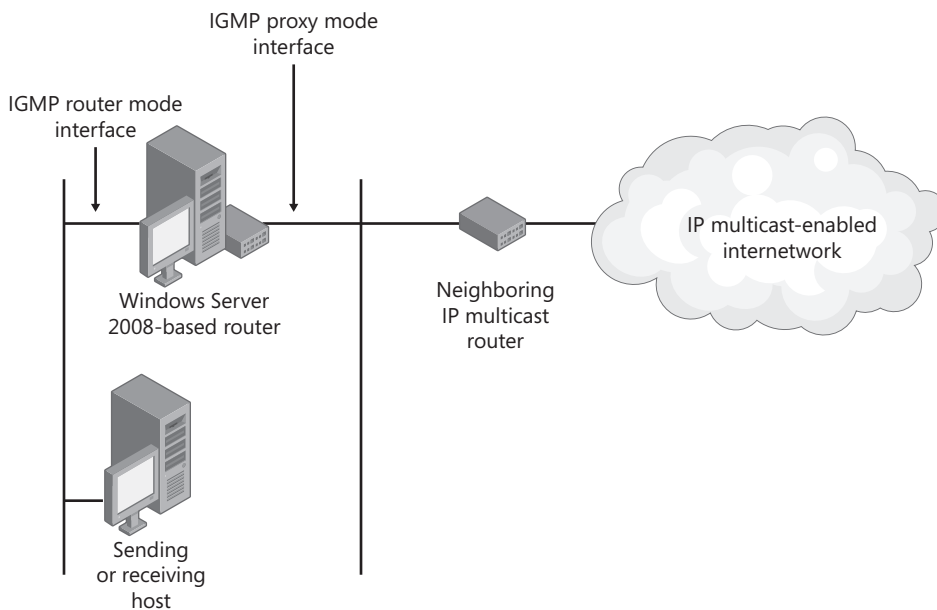 IGMP proxy mode
interface
IGMP router mode
interface
IP multicast-enabled
internetwork
Windows Server
2008-based router
Neighboring
IP multicast
router
Sending
or receiving
host